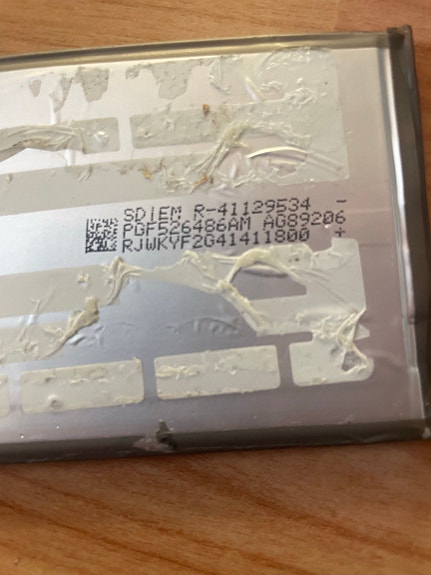 SDiEM R-41129534 -
PGF526486AM AG89206
RJWKYF2G41411800 +